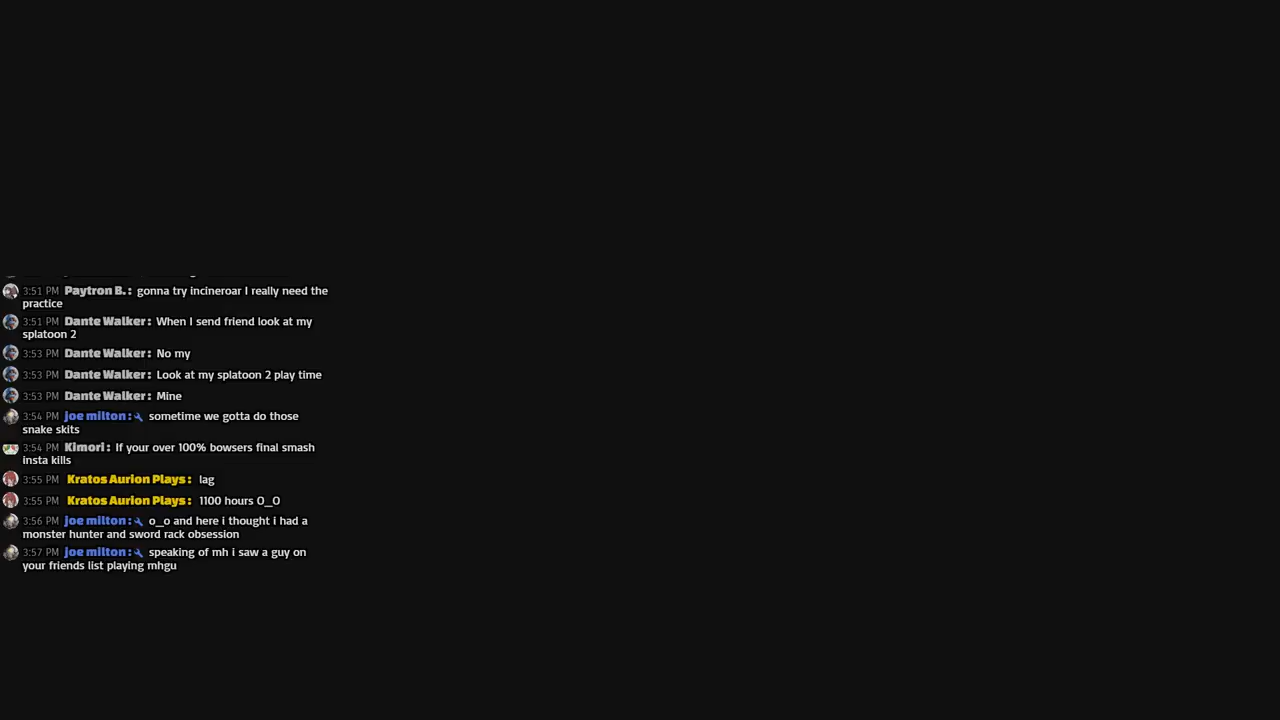 3:51 PM Paytron B.: gonna try incineroar I really need the
practice
3:51 PM Dante Walker: When I send friend look at my
splatoon 2
3:53 PM Dante Walker: No my
3:53 PM Dante Walker: Look at my splatoon 2 play time
3:53 PM Dante Walker: Mine
3:54 PM joe milton: sometime we gotta do those
snake skits
3:54 PM Kimori: If your over 100% bowsers final smash
insta kills
3:55 PM Kratos Aurion Plays: lag
3:55 PM Kratos Aurion Plays: 1100 hours O_O
3:56 PM joe milton: o_o and here i thought i had a
monster hunter and sword rack obsession
3:57 PM joe milton: speaking of mh i saw a guy on
your friends list playing mhgu